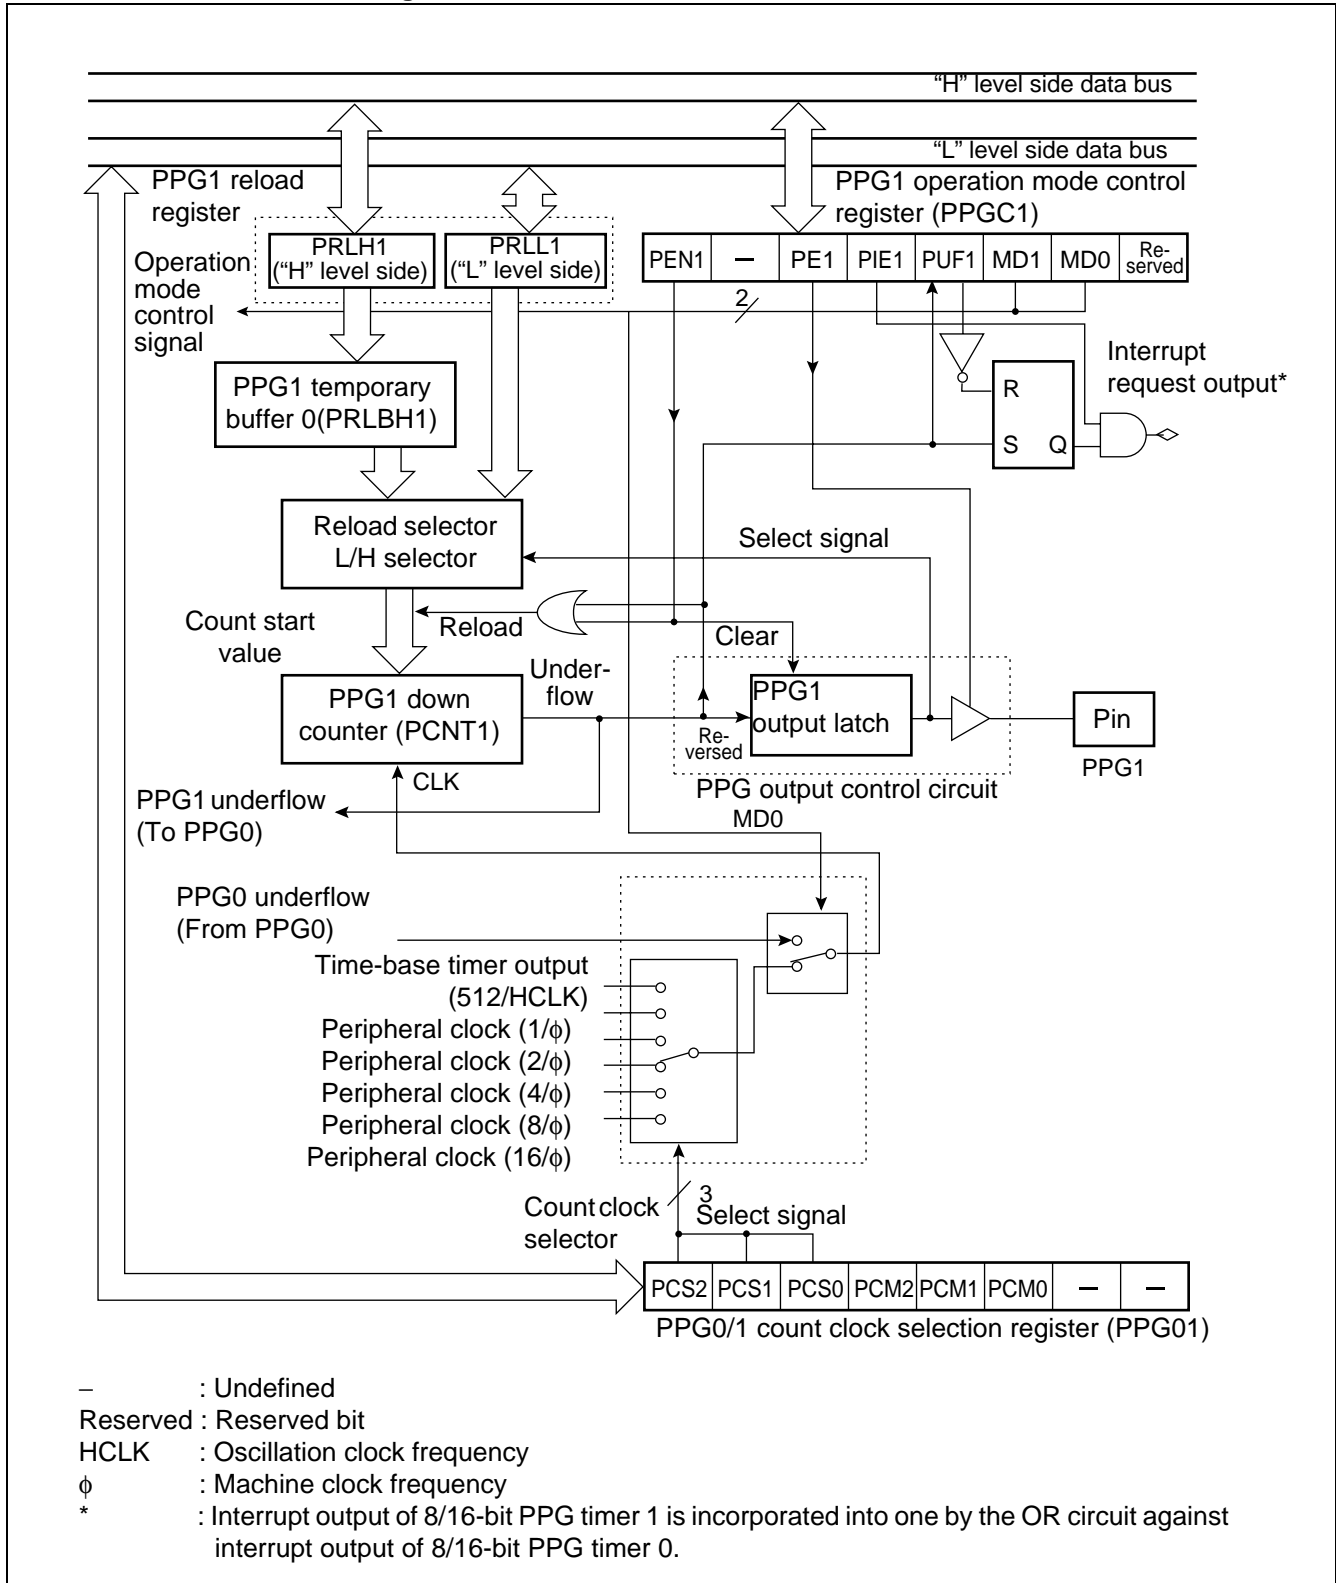 “H” level side data bus
“L” level side data bus
PPG1 reload
register
PPG1 operation mode control
register (PPGC1)
PRLH1
(“H” level side)
PRLL1
(“L” level side)
PEN1 – PE1 PIE1 PUF1 MD1 MD0 Re-
served
Operation
mode
control
signal
2
Interrupt
request output*
PPG1 temporary
buffer 0(PRLBH1)
R
S Q
Reload selector
L/H selector
Select signal
Count start
value
Reload
Clear
Under-
flow
PPG1 down
counter (PCNT1)
Re-
versed
PPG1
output latch
Pin
PPG1
CLK
PPG output control circuit
PPG1 underflow
(To PPG0)
MD0
PPG0 underflow
(From PPG0)
Time-base timer output
(512/HCLK)
Peripheral clock (1/ϕ)
Peripheral clock (2/ϕ)
Peripheral clock (4/ϕ)
Peripheral clock (8/ϕ)
Peripheral clock (16/ϕ)
Count clock
selector
3
Select signal
PCS2 PCS1 PCS0 PCM2 PCM1 PCM0 – –
PPG0/1 count clock selection register (PPG01)
– : Undefined
Reserved : Reserved bit
HCLK : Oscillation clock frequency
ϕ : Machine clock frequency
* : Interrupt output of 8/16-bit PPG timer 1 is incorporated into one by the OR circuit against
interrupt output of 8/16-bit PPG timer 0.